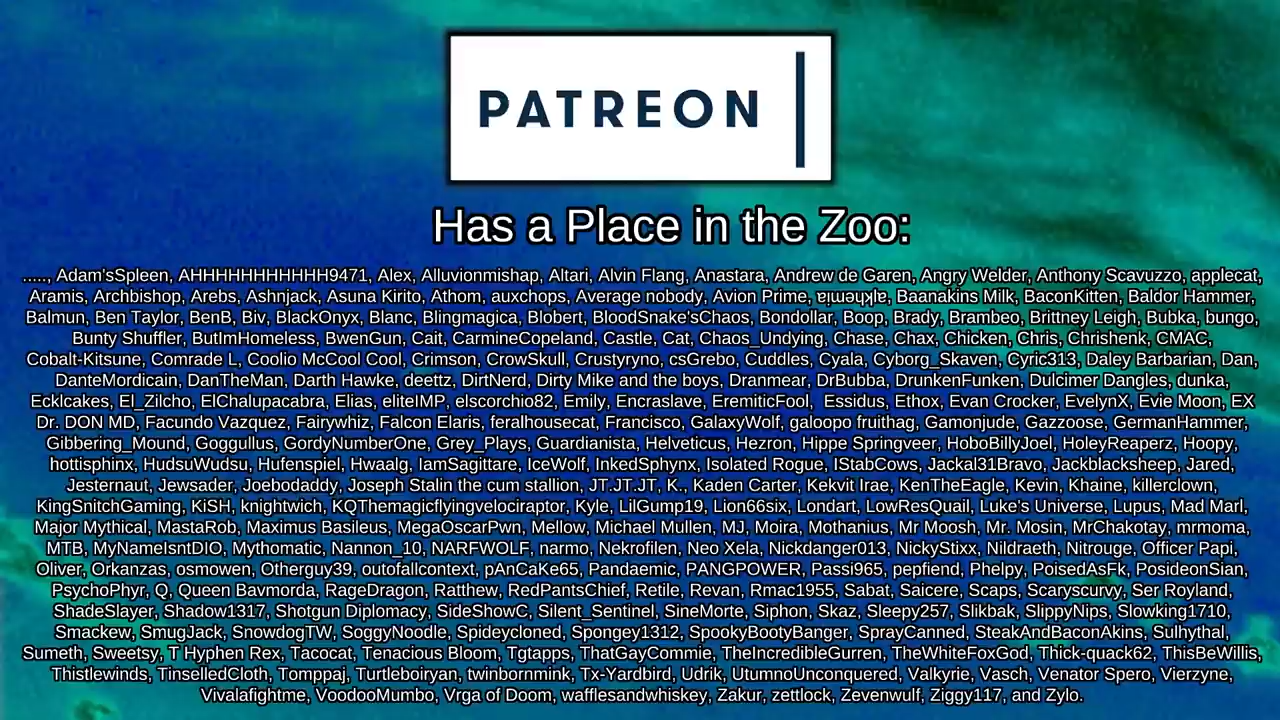 PATREON
Has a Place in the Zoo:
....., Adam'sSpleen, AHHHHHHHHHHH9471, Alex, Alluvionmishap, Altari, Alvin Flang, Anastara, Andrew de Garen, Angry Welder, Anthony Scavuzzo, applecat,
Aramis, Archbishop, Arebs, Ashnjack, Asuna Kirito, Athom, auxchops, Average nobody, Avion Prime, ɐlʞɥǝɯıɐ, Baanakins Milk, BaconKitten, Baldor Hammer,
Balmun, Ben Taylor, BenB, Biv, BlackOnyx, Blanc, Blingmagica, Blobert, BloodSnake'sChaos, Bondollar, Boop, Brady, Brambeo, Brittney Leigh, Bubka, bungo,
Bunty Shuffler, ButImHomeless, BwenGun, Cait, CarmineCopeland, Castle, Cat, Chaos_Undying, Chase, Chax, Chicken, Chris, Chrishenk, CMAC,
Cobalt-Kitsune, Comrade L, Coolio McCool Cool, Crimson, CrowSkull, Crustyryno, csGrebo, Cuddles, Cyala, Cyborg_Skaven, Cyric313, Daley Barbarian, Dan,
DanteMordicain, DanTheMan, Darth Hawke, deettz, DirtNerd, Dirty Mike and the boys, Dranmear, DrBubba, DrunkenFunken, Dulcimer Dangles, dunka,
Ecklcakes, El_Zilcho, ElChalupacabra, Elias, eliteIMP, elscorchio82, Emily, Encraslave, EremiticFool, Essidus, Ethox, Evan Crocker, EvelynX, Evie Moon, EX
Dr. DON MD, Facundo Vazquez, Fairywhiz, Falcon Elaris, feralhousecat, Francisco, GalaxyWolf, galoopo fruithag, Gamonjude, Gazzoose, GermanHammer,
Gibbering_Mound, Goggullus, GordyNumberOne, Grey_Plays, Guardianista, Helveticus, Hezron, Hippe Springveer, HoboBillyJoel, HoleyReaperz, Hoopy,
hottisphinx, HudsuWudsu, Hufenspiel, Hwaalg, IamSagittare, IceWolf, InkedSphynx, Isolated Rogue, IStabCows, Jackal31Bravo, Jackblacksheep, Jared,
Jesternaut, Jewsader, Joebodaddy, Joseph Stalin the cum stallion, JT.JT.JT, K., Kaden Carter, Kekvit Irae, KenTheEagle, Kevin, Khaine, killerclown,
KingSnitchGaming, KiSH, knightwich, KQThemagicflyingvelociraptor, Kyle, LilGump19, Lion66six, Londart, LowResQuail, Luke's Universe, Lupus, Mad Marl,
Major Mythical, MastaRob, Maximus Basileus, MegaOscarPwn, Mellow, Michael Mullen, MJ, Moira, Mothanius, Mr Moosh, Mr. Mosin, MrChakotay, mrmoma,
MTB, MyNameIsntDIO, Mythomatic, Nannon_10, NARFWOLF, narmo, Nekrofilen, Neo Xela, Nickdanger013, NickyStixx, Nildraeth, Nitrouge, Officer Papi,
Oliver, Orkanzas, osmowen, Otherguy39, outofallcontext, pAnCaKe65, Pandaemic, PANGPOWER, Passi965, pepfiend, Phelpy, PoisedAsFk, PosideonSian,
PsychoPhyr, Q, Queen Bavmorda, RageDragon, Ratthew, RedPantsChief, Retile, Revan, Rmac1955, Sabat, Saicere, Scaps, Scaryscurvy, Ser Royland,
ShadeSlayer, Shadow1317, Shotgun Diplomacy, SideShowC, Silent_Sentinel, SineMorte, Siphon, Skaz, Sleepy257, Slikbak, SlippyNips, Slowking1710,
Smackew, SmugJack, SnowdogTW, SoggyNoodle, Spideycloned, Spongey1312, SpookyBootyBanger, SprayCanned, SteakAndBaconAkins, Sulhythal,
Sumeth, Sweetsy, T Hyphen Rex, Tacocat, Tenacious Bloom, Tgtapps, ThatGayCommie, TheIncredibleGurren, TheWhiteFoxGod, Thick-quack62, ThisBeWillis,
Thistlewinds, TinselledCloth, Tomppaj, Turtleboiryan, twinbornmink, Tx-Yardbird, Udrik, UtumnoUnconquered, Valkyrie, Vasch, Venator Spero, Vierzyne,
Vivalafightme, VoodooMumbo, Vrga of Doom, wafflesandwhiskey, Zakur, zettlock, Zevenwulf, Ziggy117, and Zylo.